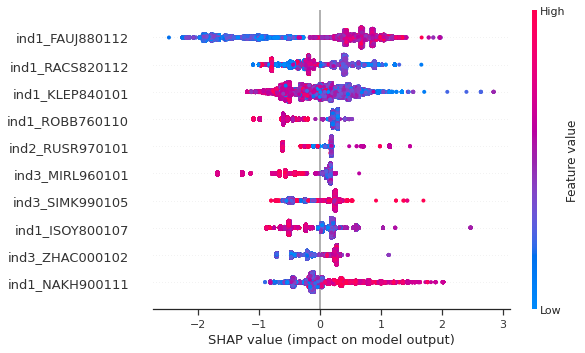 High
ind1_FAUJ880112
ind1_RACS820112
ind1_KLEP840101
ind1_ROBB760110
ind2_RUSR970101
ind3_MIRL960101
ind3_SIMK990105
ind1_ISOY800107
ind3_ZHAC000102
ind1_NAKH900111
Feature value
Low
−2 −1 0 1 2 3
SHAP value (impact on model output)